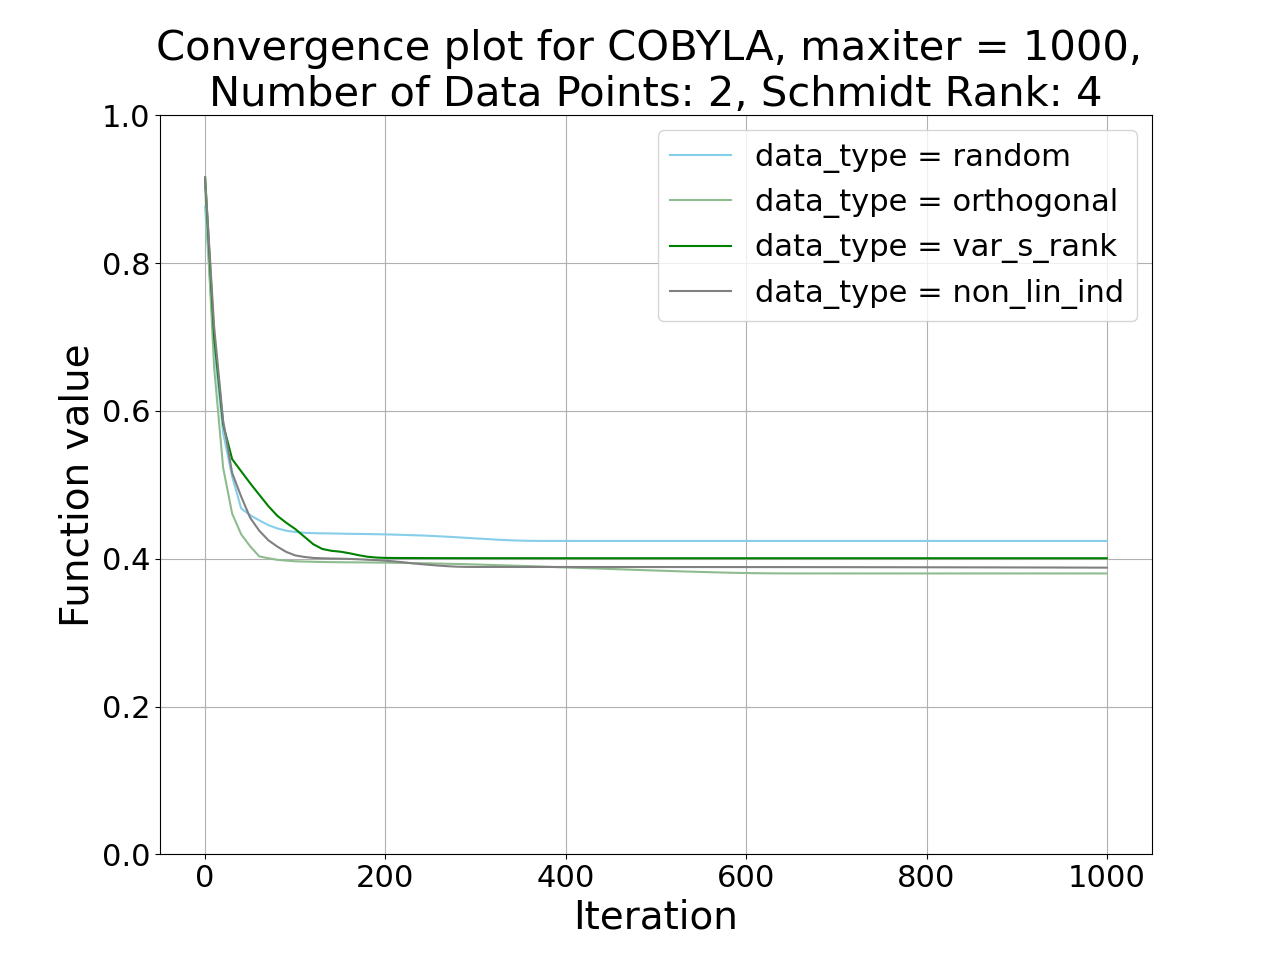 Convergence plot for COBYLA, maxiter = 1000,
Number of Data Points: 2, Schmidt Rank: 4
1.0
0.8
0.6
0.4
0.2
0.0
Function value
data_type = random
data_type = orthogonal
data_type = var_s_rank
data_type = non_lin_ind
0 200 400 600 800 1000
Iteration